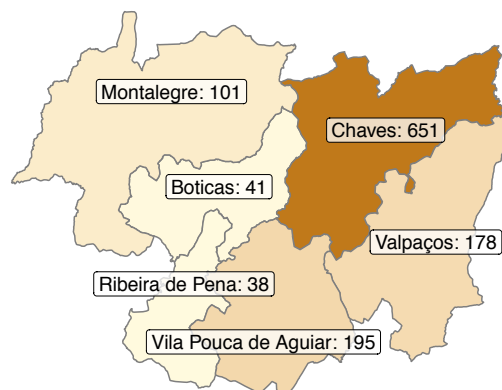 Montalegre: 101
Chaves: 651
Boticas: 41
Valpaços: 178
Ribeira de Pena: 38
Vila Pouca de Aguiar: 195